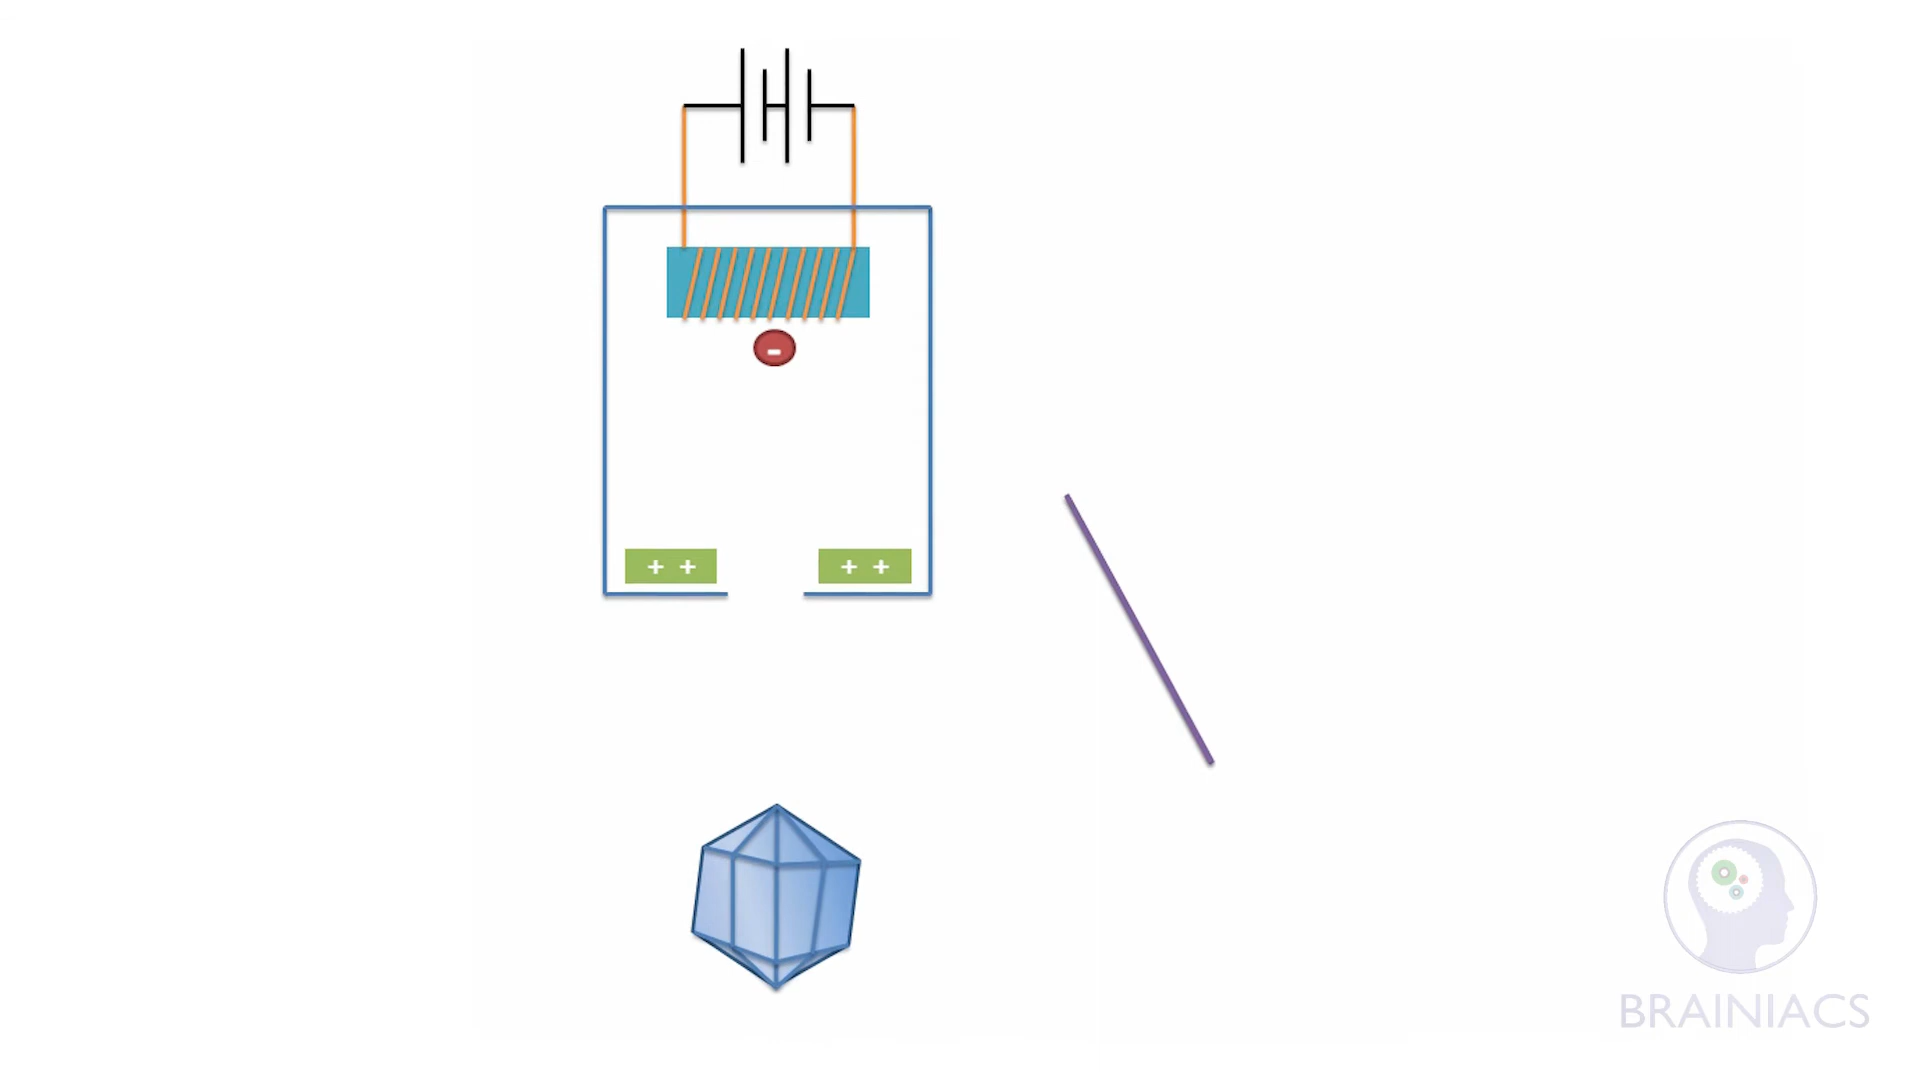 -
+ +
+ +
BRAINIACS